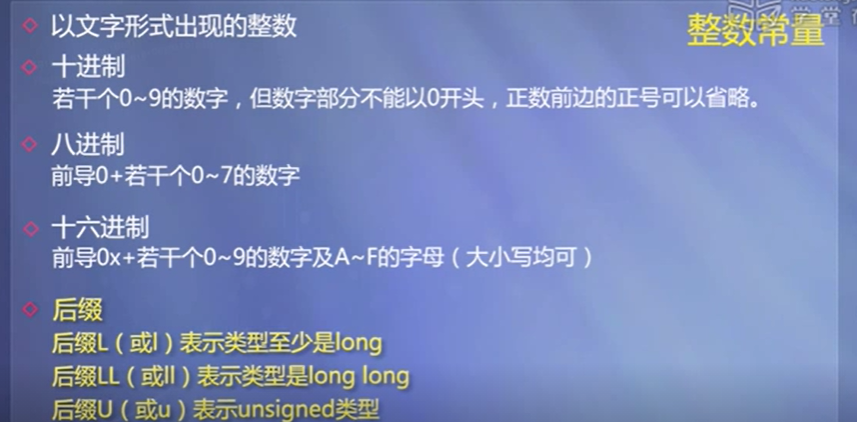 整数常量
以文字形式出现的整数
十进制
若干个0~9的数字，但数字部分不能以0开头，正数前边的正号可以省略。
八进制
前导0+若干个0~7的数字
十六进制
前导0x+若干个0~9的数字及A~F的字母（大小写均可）
后缀
后缀L（或l）表示类型至少是long
后缀LL（或ll）表示类型是long long
后缀U（或u）表示unsigned类型